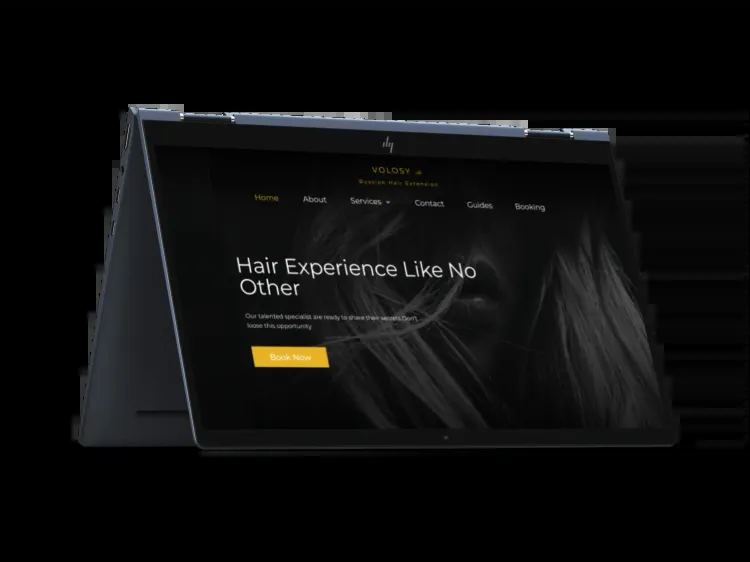 hp
VOLOSY
Russian Hair Extension
Home About Services Contact Guides Booking
Hair Experience Like No
Other
Our talented specialist are ready to share their secrets.Don't
loose this opportunity
Book Now